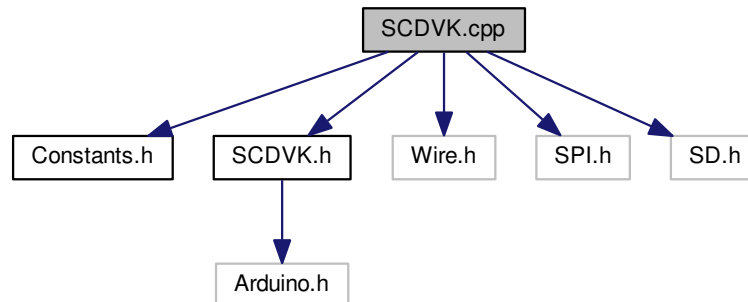 SCDVK.cpp
Constants.h
SCDVK.h
Wire.h
SPI.h
SD.h
Arduino.h